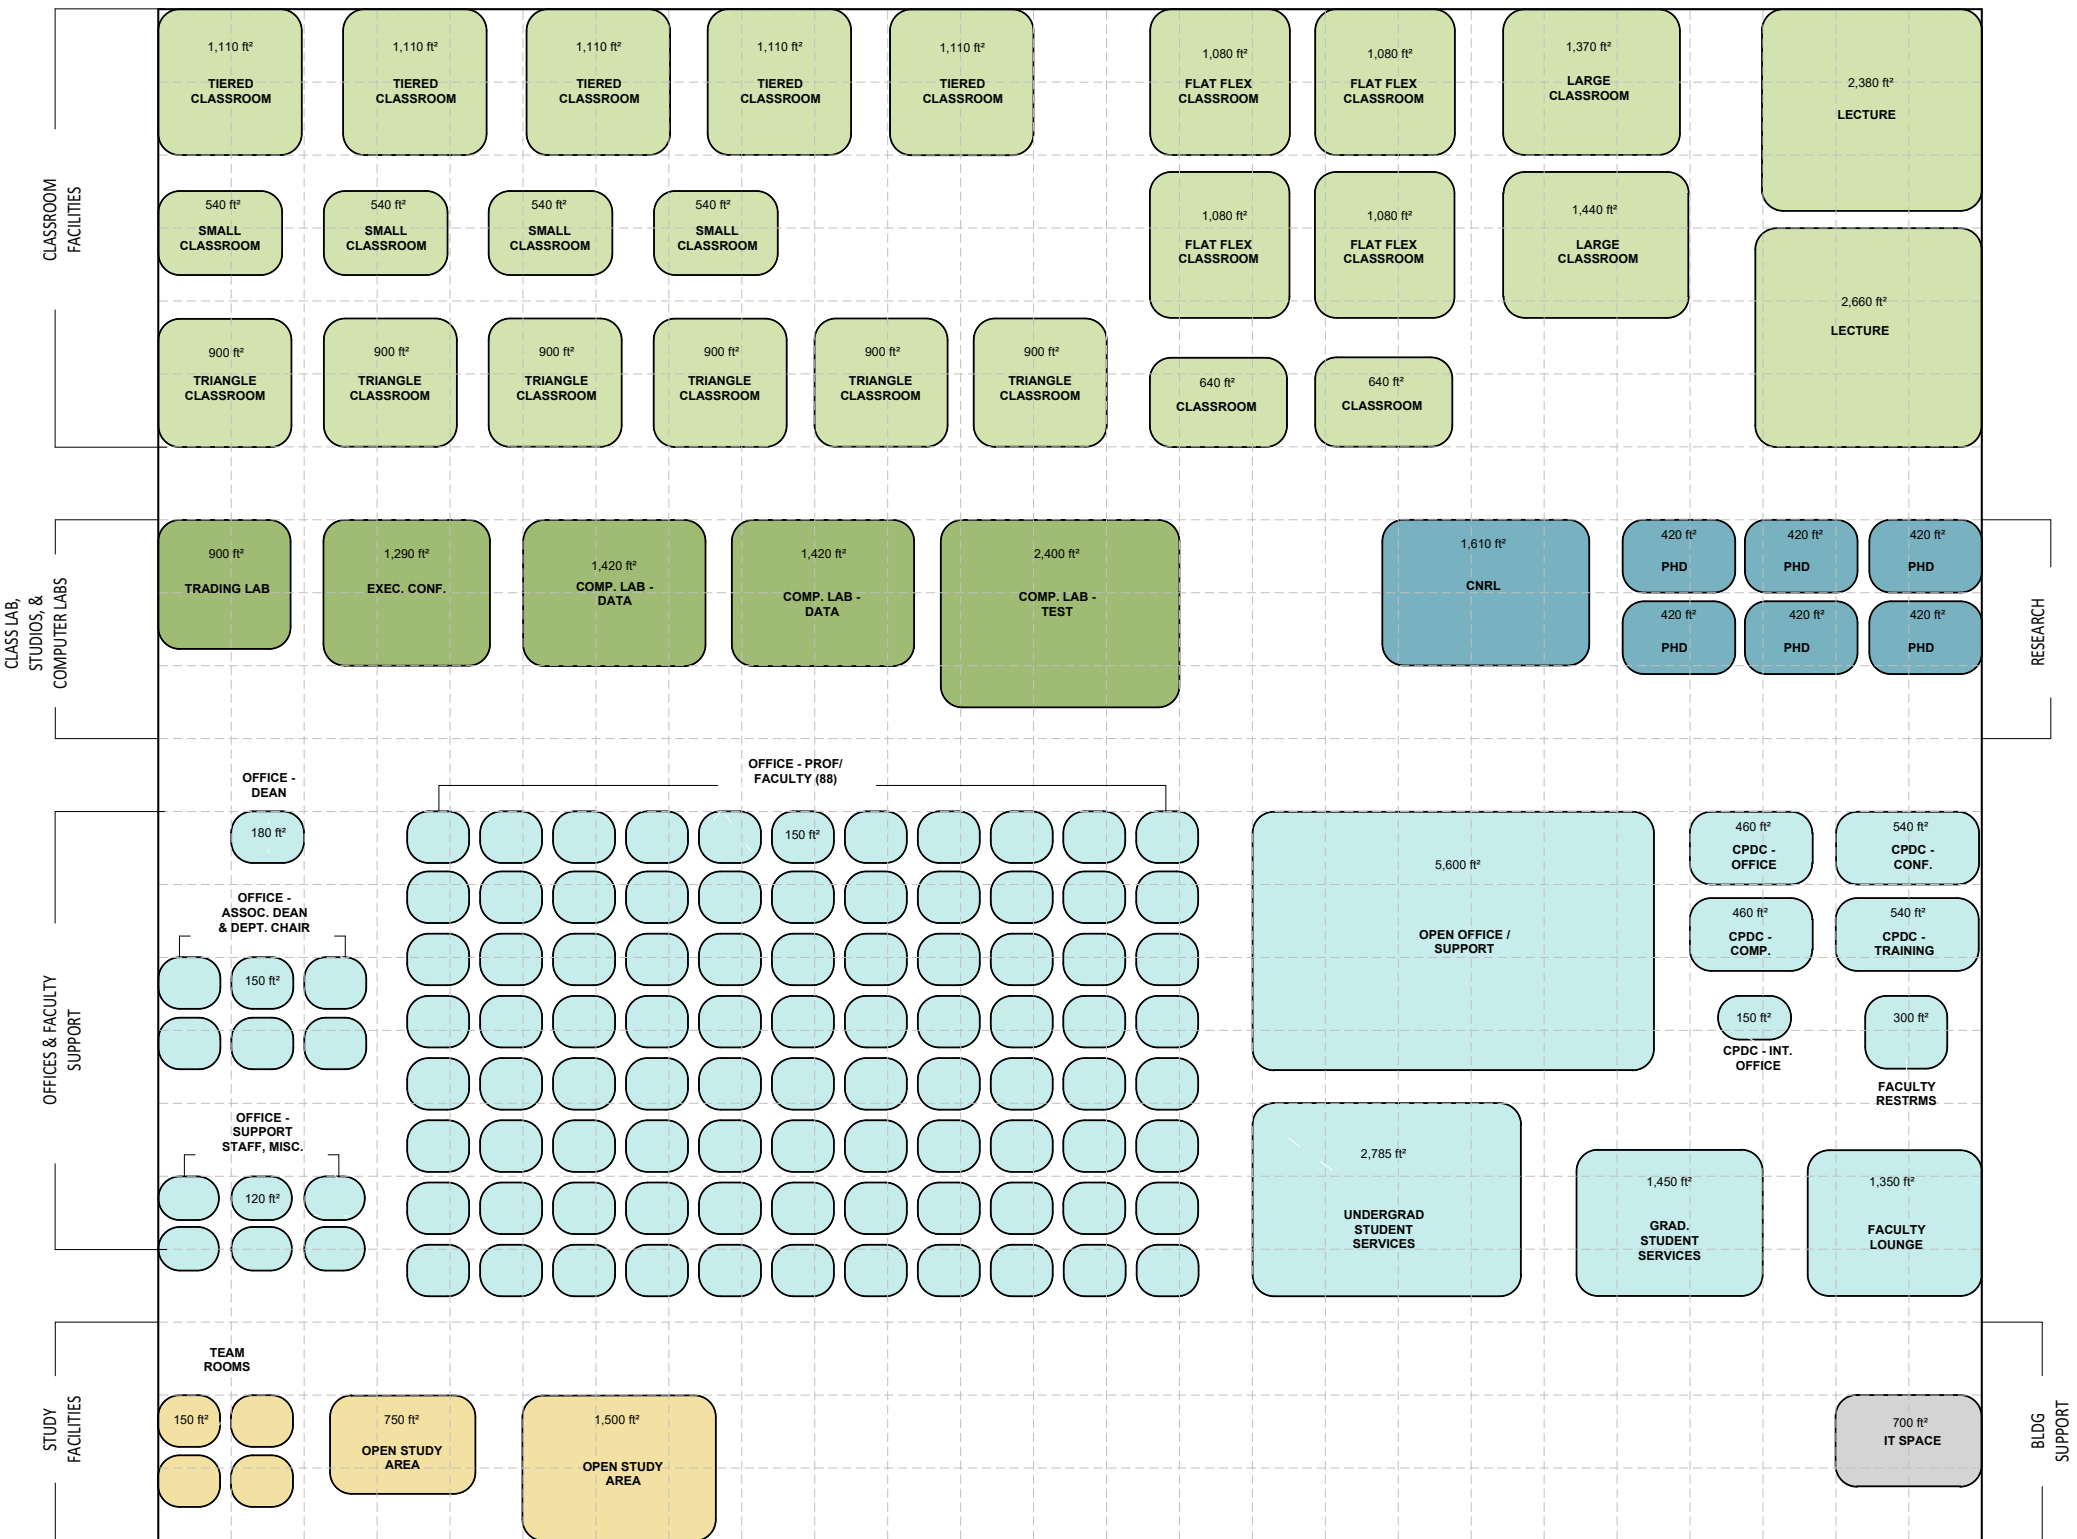 CLASSROOM
FACILITIES
1,110 ft²
TIERED
CLASSROOM
1,110 ft²
TIERED
CLASSROOM
1,110 ft²
TIERED
CLASSROOM
1,110 ft²
TIERED
CLASSROOM
1,110 ft²
TIERED
CLASSROOM
1,080 ft²
FLAT FLEX
CLASSROOM
1,080 ft²
FLAT FLEX
CLASSROOM
1,370 ft²
LARGE
CLASSROOM
2,380 ft²
LECTURE
540 ft²
SMALL
CLASSROOM
540 ft²
SMALL
CLASSROOM
540 ft²
SMALL
CLASSROOM
540 ft²
SMALL
CLASSROOM
1,080 ft²
FLAT FLEX
CLASSROOM
1,080 ft²
FLAT FLEX
CLASSROOM
1,440 ft²
LARGE
CLASSROOM
2,660 ft²
LECTURE
900 ft²
TRIANGLE
CLASSROOM
900 ft²
TRIANGLE
CLASSROOM
900 ft²
TRIANGLE
CLASSROOM
900 ft²
TRIANGLE
CLASSROOM
900 ft²
TRIANGLE
CLASSROOM
900 ft²
TRIANGLE
CLASSROOM
640 ft²
CLASSROOM
640 ft²
CLASSROOM
CLASS LAB,
STUDIOS, &
COMPUTER LABS
900 ft²
TRADING LAB
1,290 ft²
EXEC. CONF.
1,420 ft²
COMP. LAB -
DATA
1,420 ft²
COMP. LAB -
DATA
2,400 ft²
COMP. LAB -
TEST
1,610 ft²
CNRL
420 ft²
PHD
420 ft²
PHD
420 ft²
PHD
420 ft²
PHD
420 ft²
PHD
420 ft²
PHD
RESEARCH
OFFICES & FACULTY
SUPPORT
OFFICE -
DEAN
180 ft²
OFFICE -
ASSOC. DEAN
& DEPT. CHAIR
150 ft²
OFFICE -
SUPPORT
STAFF, MISC.
120 ft²
OFFICE - PROF/
FACULTY (88)
150 ft²
5,600 ft²
OPEN OFFICE /
SUPPORT
460 ft²
CPDC -
OFFICE
540 ft²
CPDC -
CONF.
460 ft²
CPDC -
COMP.
540 ft²
CPDC -
TRAINING
150 ft²
CPDC - INT.
OFFICE
300 ft²
FACULTY
RESTRMS
2,785 ft²
UNDERGRAD
STUDENT
SERVICES
1,450 ft²
GRAD.
STUDENT
SERVICES
1,350 ft²
FACULTY
LOUNGE
STUDY
FACILITIES
TEAM
ROOMS
150 ft²
750 ft²
OPEN STUDY
AREA
1,500 ft²
OPEN STUDY
AREA
700 ft²
IT SPACE
BLDG
SUPPORT